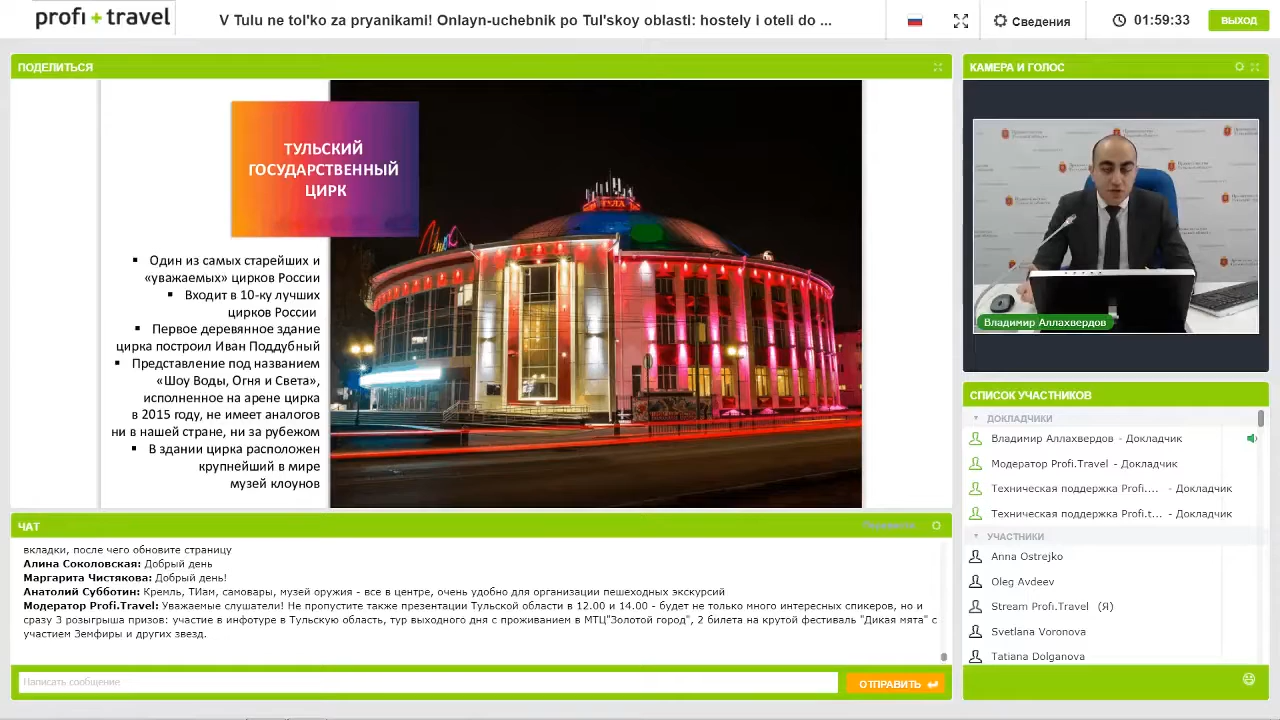 profi + travel
V Tulu ne tol'ko za pryanikami! Onlayn-uchebnik po Tul'skoy oblasti: hostely i oteli do ...
Сведения
01:59:33
ВЫХОД
ПОДЕЛИТЬСЯ
ТУЛЬСКИЙ
ГОСУДАРСТВЕННЫЙ
ЦИРК
▪ Один из самых старейших и
«уважаемых» цирков России
▪ Входит в 10-ку лучших
цирков России
▪ Первое деревянное здание
цирка построил Иван Поддубный
▪ Представление под названием
«Шоу Воды, Огня и Света»,
исполненное на арене цирка
в 2015 году, не имеет аналогов
ни в нашей стране, ни за рубежом
▪ В здании цирка расположен
крупнейший в мире
музей клоунов
ТУЛА
КАМЕРА И ГОЛОС
Владимир Аллахвердов
СПИСОК УЧАСТНИКОВ
ДОКЛАДЧИКИ
Владимир Аллахвердов - Докладчик
Модератор Profi.Travel - Докладчик
Техническая поддержка Profi.... - Докладчик
Техническая поддержка Profi.t... - Докладчик
УЧАСТНИКИ
Anna Ostrejko
Oleg Avdeev
Stream Profi.Travel (Я)
Svetlana Voronova
Tatiana Dolganova
ЧАТ
вкладки, после чего обновите страницу
Алина Соколовская: Добрый день
Маргарита Чистякова: Добрый день!
Анатолий Субботин: Кремль, ТИам, самовары, музей оружия - все в центре, очень удобно для организации пешеходных экскурсий
Модератор Profi.Travel: Уважаемые слушатели! Не пропустите также презентации Тульской области в 12.00 и 14.00 - будет не только много интересных спикеров, но и
сразу 3 розыгрыша призов: участие в инфотуре в Тульскую область, тур выходного дня с проживанием в МТЦ"Золотой город", 2 билета на крутой фестиваль "Дикая мята" с
участием Земфиры и других звезд.
Написать сообщение
ОТПРАВИТЬ